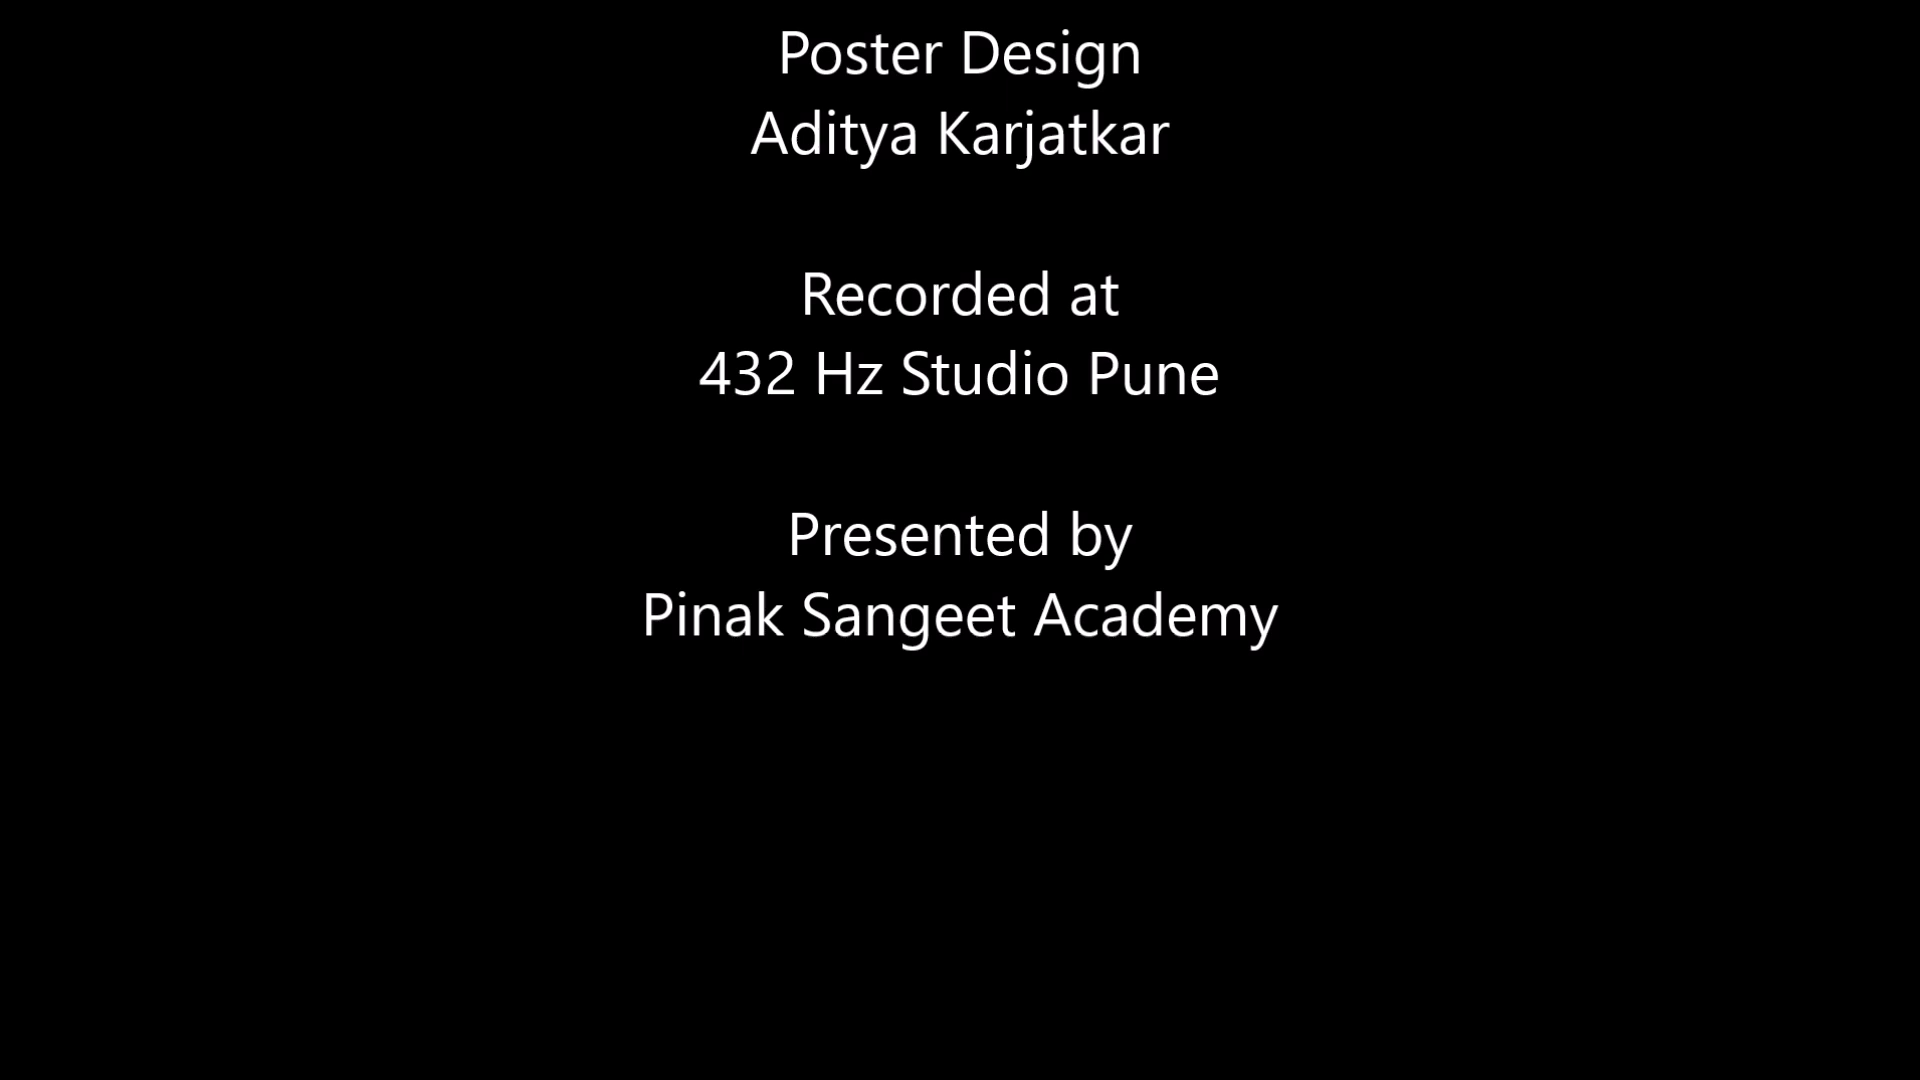 Poster Design
Aditya Karjatkar
Recorded at
432 Hz Studio Pune
Presented by
Pinak Sangeet Academy